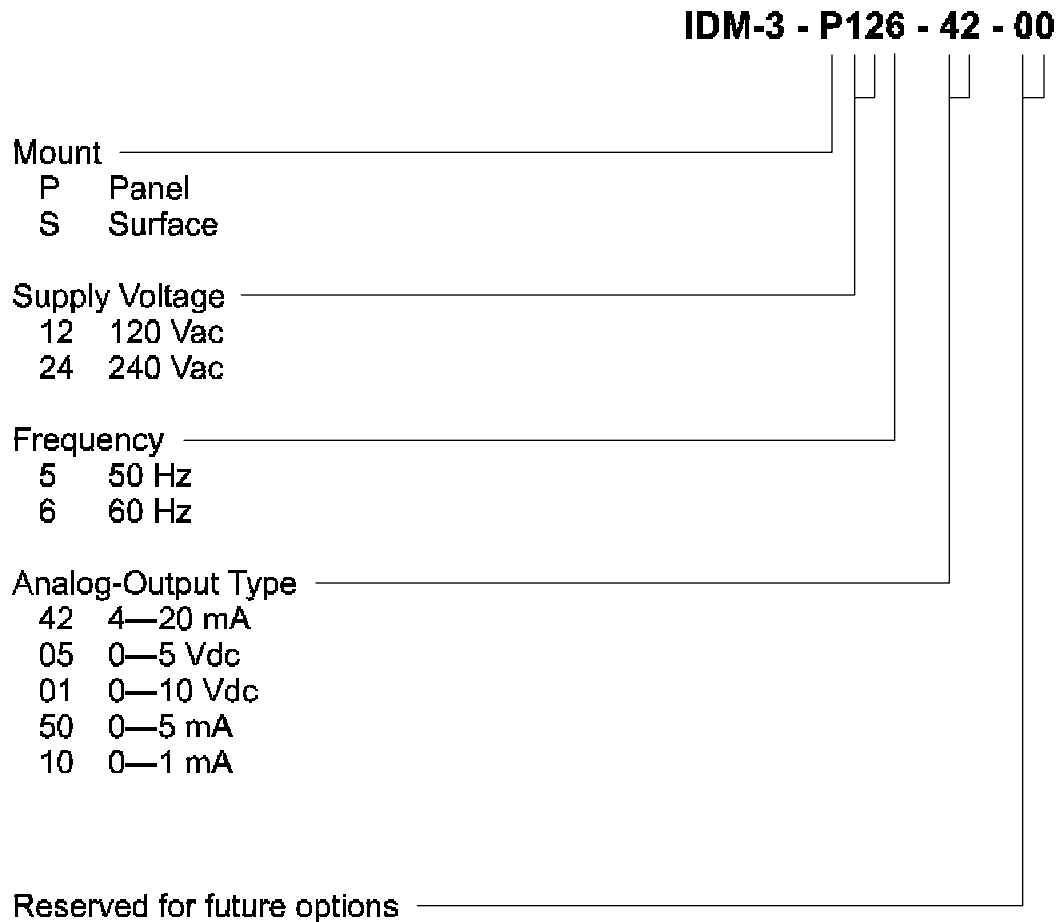 IDM-3 - P126 - 42 - 00
Mount
P Panel
S Surface
Supply Voltage
12 120 Vac
24 240 Vac
Frequency
5 50 Hz
6 60 Hz
Analog-Output Type
42 4—20 mA
05 0—5 Vdc
01 0—10 Vdc
50 0—5 mA
10 0—1 mA
Reserved for future options